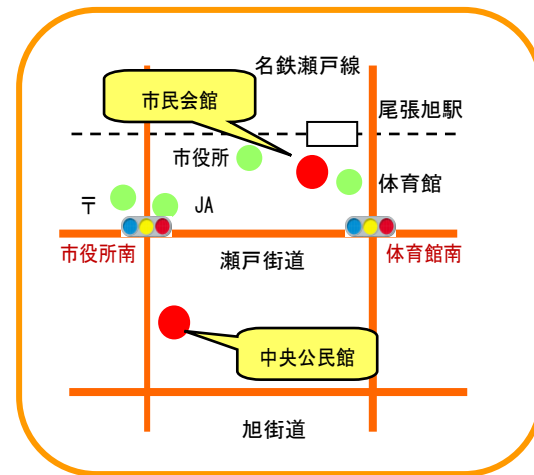 名鉄瀬戸線
市民会館
尾張旭駅
市役所
体育館
〒
JA
市役所南
瀬戸街道
体育館南
中央公民館
旭街道